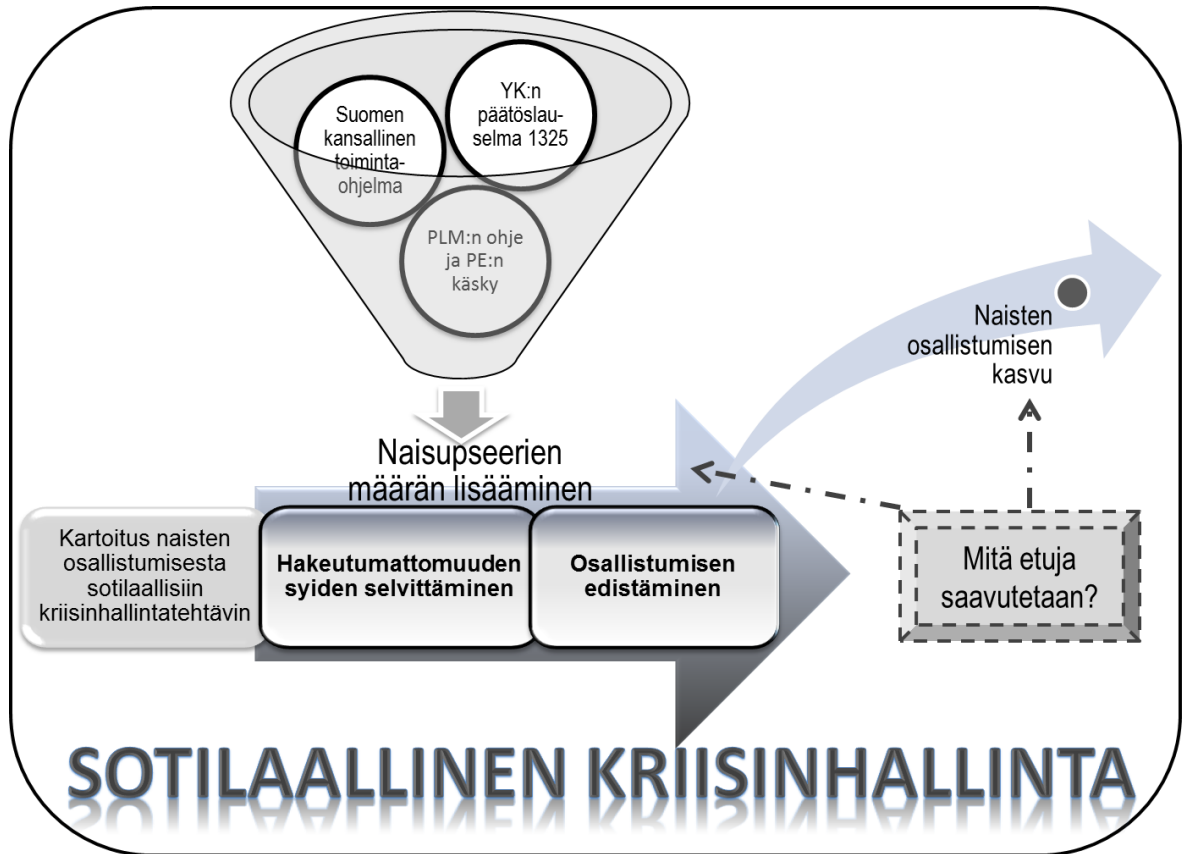 Suomen
kansallinen
toiminta-
ohjelma
YK:n
päätöslau-
selma 1325
PLM:n ohje
ja PE:n
käsky
Naisten
osallistumisen
kasvu
Naisupseerien
määrän lisääminen
Kartoitus naisten
osallistumisesta
sotilaallisiin
kriisinhallintatehtävin
Hakeutumattomuuden
syiden selvittäminen
Osallistumisen
edistäminen
Mitä etuja
saavutetaan?
SOTILAALLINEN KRIISINHALLINTA